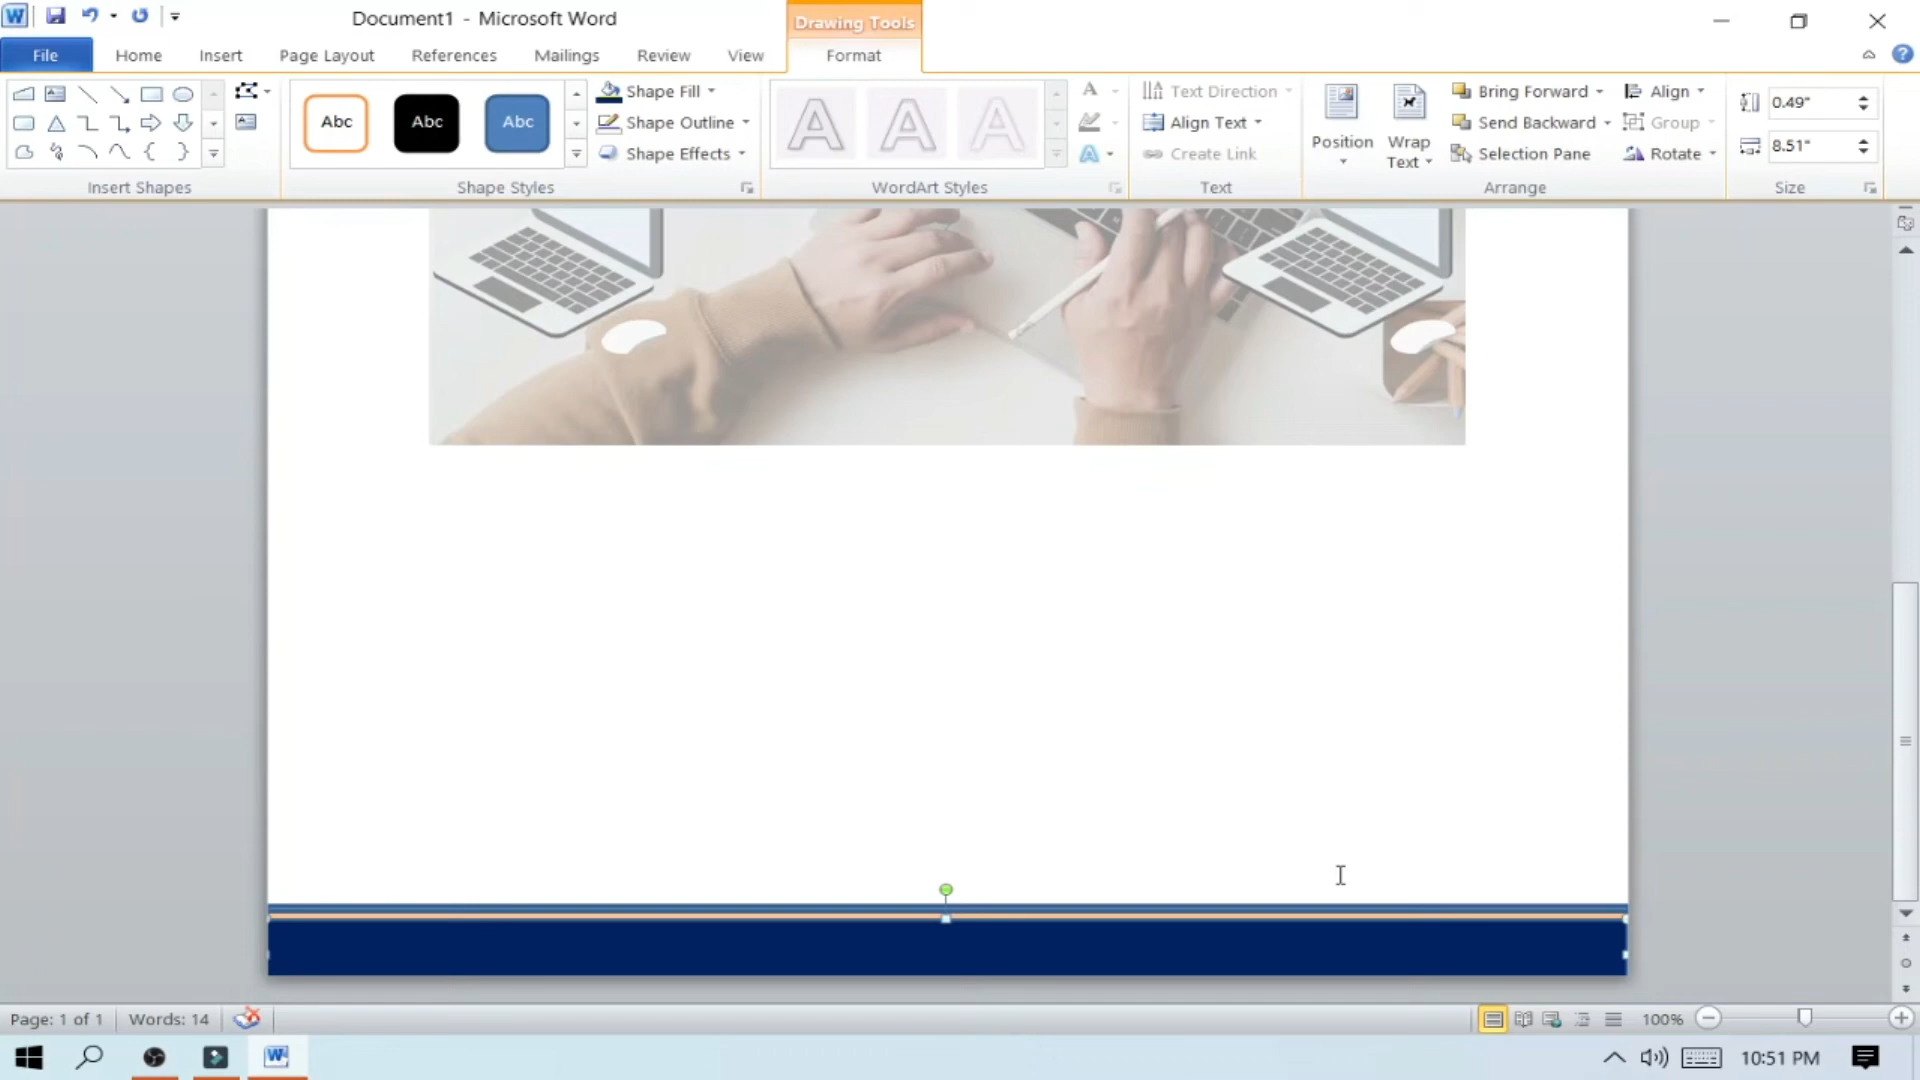 Document1 - Microsoft Word
Drawing Tools
File Home Insert Page Layout References Mailings Review View Format
Abc Abc Abc
Shape Fill
Shape Outline
Shape Effects
Text Direction
Align Text
Create Link
Position
Wrap Text
Bring Forward
Send Backward
Selection Pane
Align
Group
Rotate
0.49"
8.51"
Insert Shapes Shape Styles WordArt Styles Text Arrange Size
Page: 1 of 1 Words: 14 100%
10:51 PM